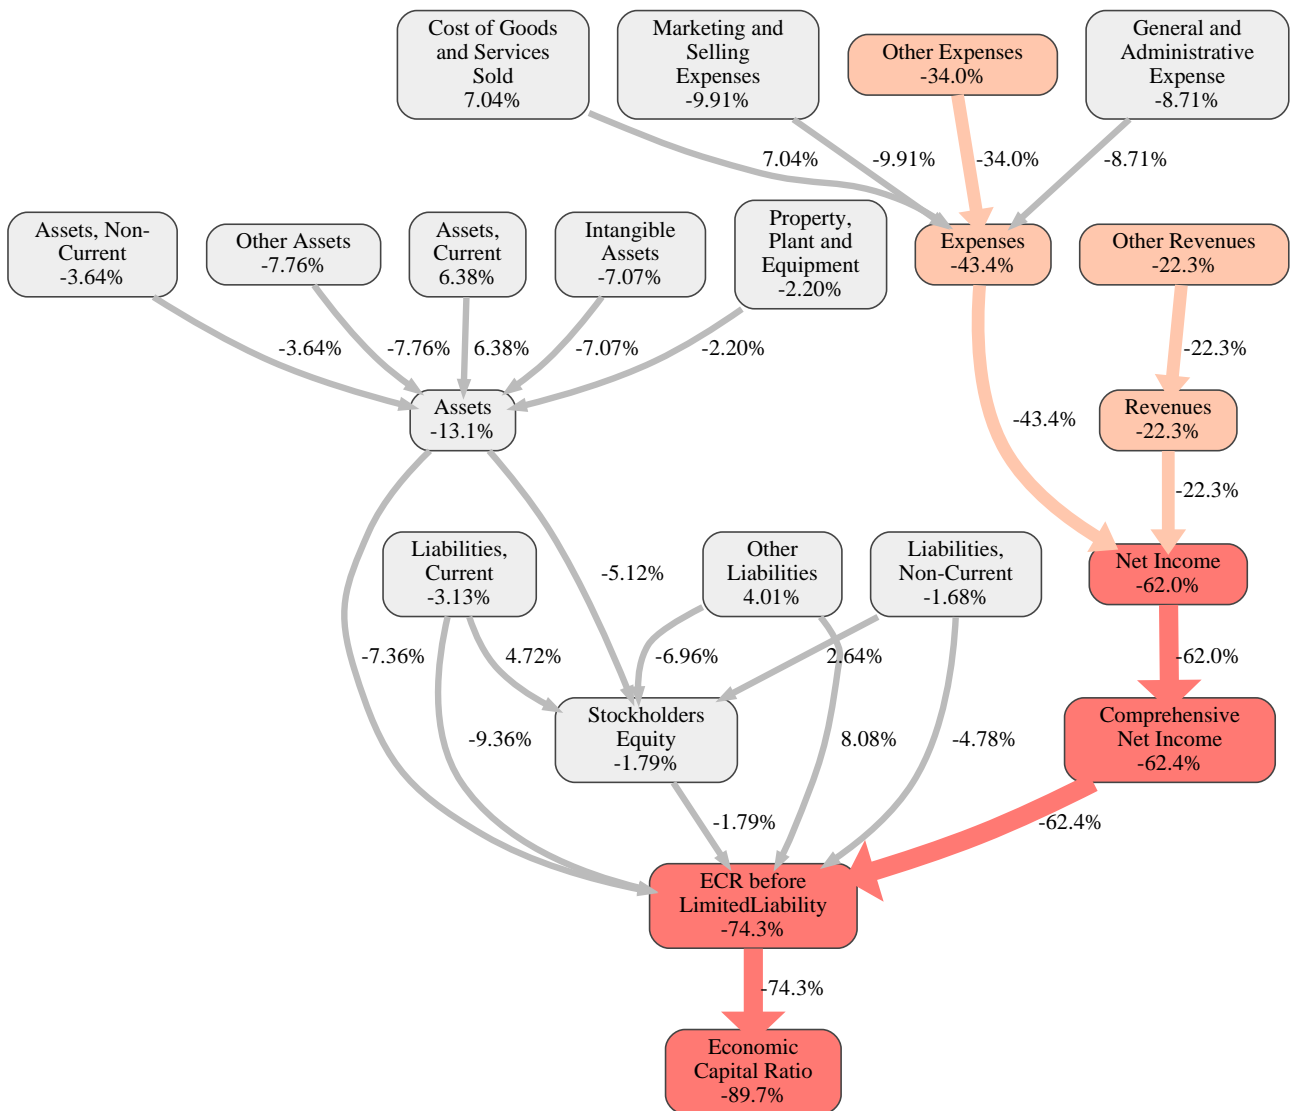 Cost of Goods
and Services
Sold
7.04%
Marketing and
Selling
Expenses
-9.91%
Other Expenses
-34.0%
General and
Administrative
Expense
-8.71%
7.04%
-9.91%
-34.0%
-8.71%
Assets, Non-
Current
-3.64%
Other Assets
-7.76%
Assets,
Current
6.38%
Intangible
Assets
-7.07%
Property,
Plant and
Equipment
-2.20%
Expenses
-43.4%
Other Revenues
-22.3%
-3.64%
-7.76%
6.38%
-7.07%
-2.20%
-22.3%
Assets
-13.1%
-43.4%
Revenues
-22.3%
-22.3%
Liabilities,
Current
-3.13%
-5.12%
Other
Liabilities
4.01%
Liabilities,
Non-Current
-1.68%
Net Income
-62.0%
-7.36%
4.72%
-6.96%
2.64%
-62.0%
Stockholders
Equity
-1.79%
Comprehensive
Net Income
-62.4%
-9.36%
8.08%
-4.78%
-1.79%
-62.4%
ECR before
LimitedLiability
-74.3%
-74.3%
Economic
Capital Ratio
-89.7%